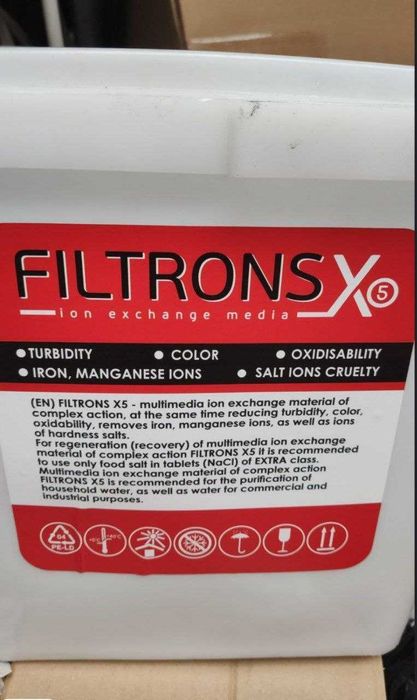 FILTRONS X5
ion exchange media
● TURBIDITY ● COLOR ● OXIDISABILITY
● IRON, MANGANESE IONS ● SALT IONS CRUELTY
(EN) FILTRONS X5 - multimedia ion exchange material of
complex action, at the same time reducing turbidity, color,
oxidability, removes iron, manganese ions, as well as ions
of hardness salts.
For regeneration (recovery) of multimedia ion exchange
material of complex action FILTRONS X5 it is recommended
to use only food salt in tablets (NaCl) of EXTRA class.
Multimedia ion exchange material of complex action
FILTRONS X5 is recommended for the purification of
household water, as well as water for commercial and
industrial purposes.
04
PE-LD